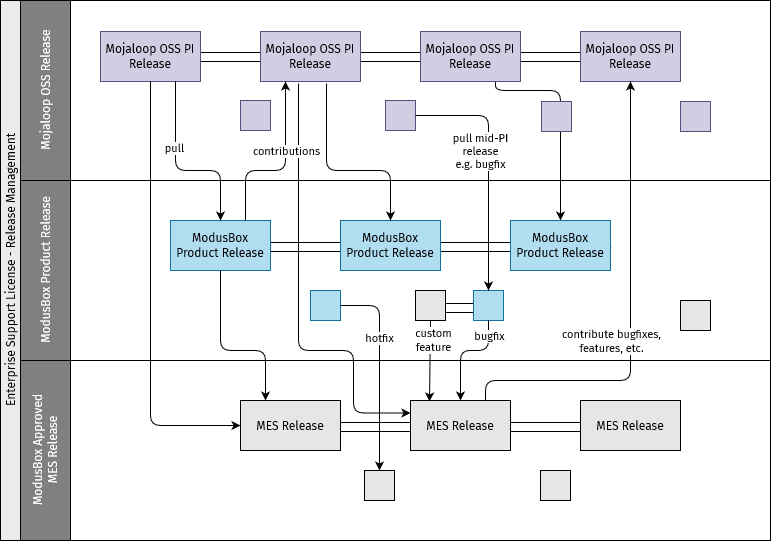 Enterprise Support License - Release Management
Mojaloop OSS Release
Mojaloop OSS PI
Release
Mojaloop OSS PI
Release
Mojaloop OSS PI
Release
Mojaloop OSS PI
Release
pull
contributions
pull mid-PI
release
e.g. bugfix
ModusBox Product Release
ModusBox
Product Release
ModusBox
Product Release
ModusBox
Product Release
hotfix
custom
feature
bugfix
contribute bugfixes,
features, etc.
ModusBox Approved
MES Release
MES Release
MES Release
MES Release